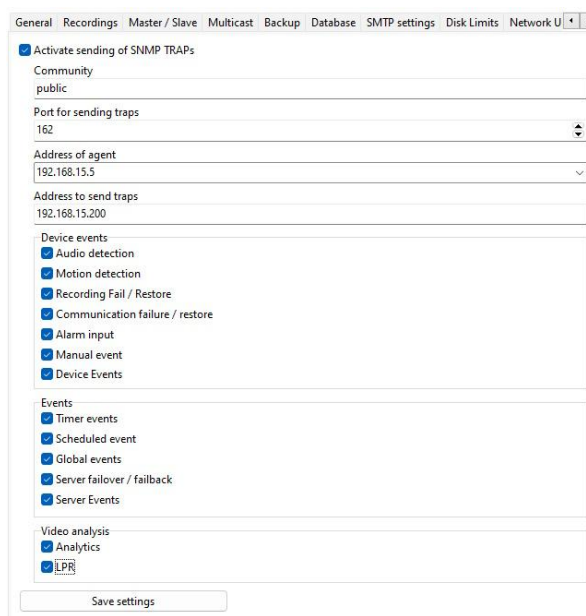 General Recordings Master / Slave Multicast Backup Database SMTP settings Disk Limits Network U
Activate sending of SNMP TRAPs
Community
public
Port for sending traps
162
Address of agent
192.168.15.5
Address to send traps
192.168.15.200
Device events
Audio detection
Motion detection
Recording Fail / Restore
Communication failure / restore
Alarm input
Manual event
Device Events
Events
Timer events
Scheduled event
Global events
Server failover / failback
Server Events
Video analysis
Analytics
LPR
Save settings